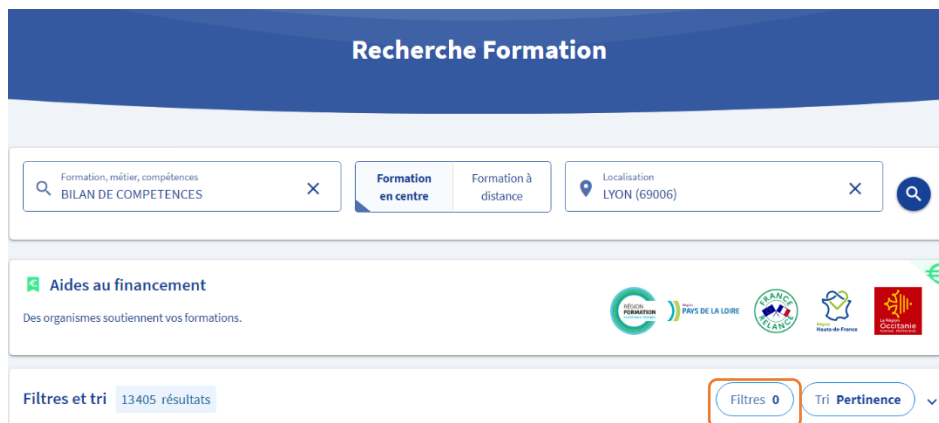 Recherche Formation
Formation, métier, compétences
BILAN DE COMPETENCES
Formation
en centre
Formation à
distance
Localisation
LYON (69006)
Aides au financement
Des organismes soutiennent vos formations.
RÉGION
FORMATION
Région
PAYS DE LA LOIRE
FRANCE
RELANCE
Région
Hauts-de-France
La Région
Occitanie
Filtres et tri 13405 résultats
Filtres 0
Tri Pertinence